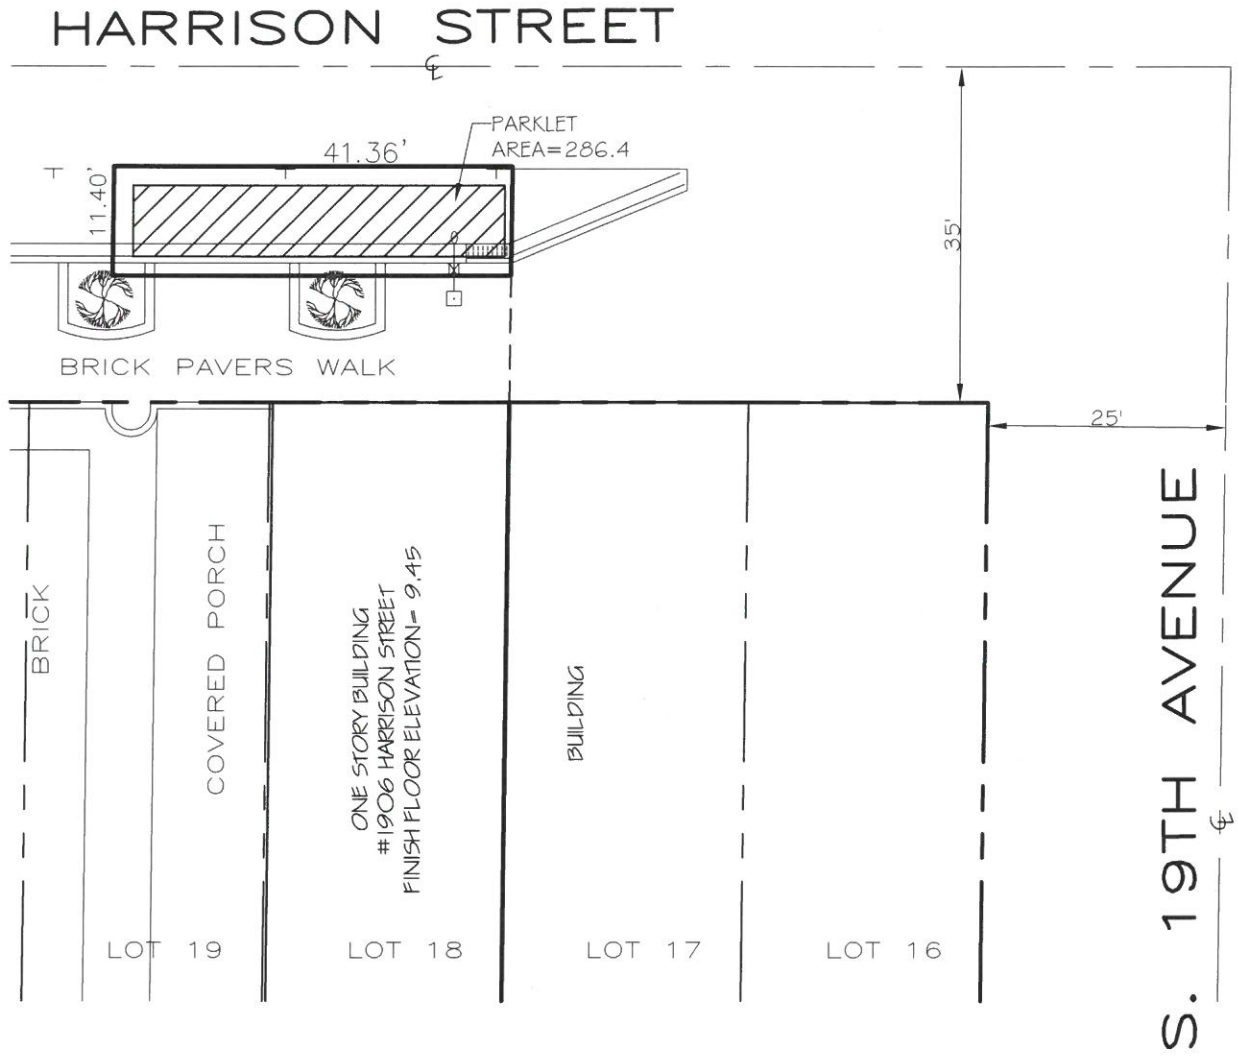 HARRISON STREET
℄
PARKLET
AREA=286.4
41.36'
11.40'
35'
BRICK PAVERS WALK
25'
BRICK
COVERED PORCH
ONE STORY BUILDING
#1906 HARRISON STREET
FINISH FLOOR ELEVATION= 9.45
BUILDING
S. 19TH AVENUE
℄
LOT 19
LOT 18
LOT 17
LOT 16